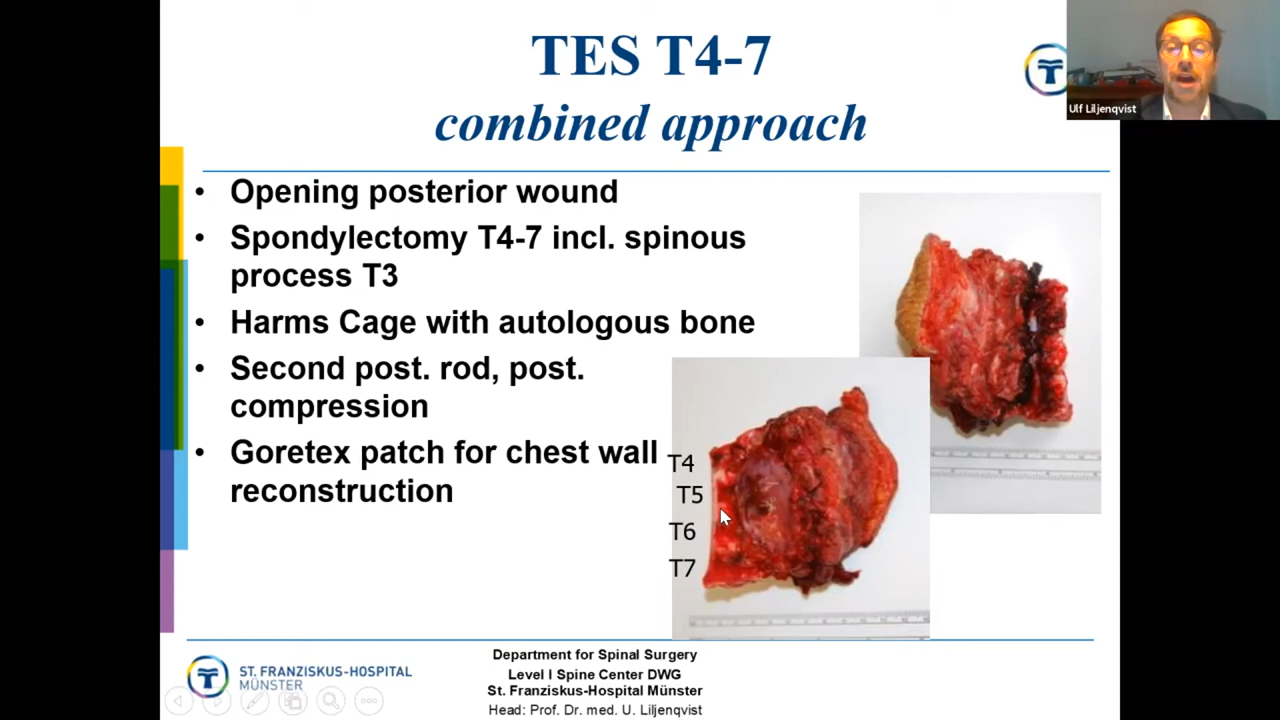 TES T4-7
combined approach
Ulf Liljenqvist
• Opening posterior wound
• Spondylectomy T4-7 incl. spinous
process T3
• Harms Cage with autologous bone
• Second post. rod, post.
compression
• Goretex patch for chest wall
reconstruction
T4
T5
T6
T7
ST. FRANZISKUS-HOSPITAL
MÜNSTER
Department for Spinal Surgery
Level I Spine Center DWG
St. Franziskus-Hospital Münster
Head: Prof. Dr. med. U. Liljenqvist